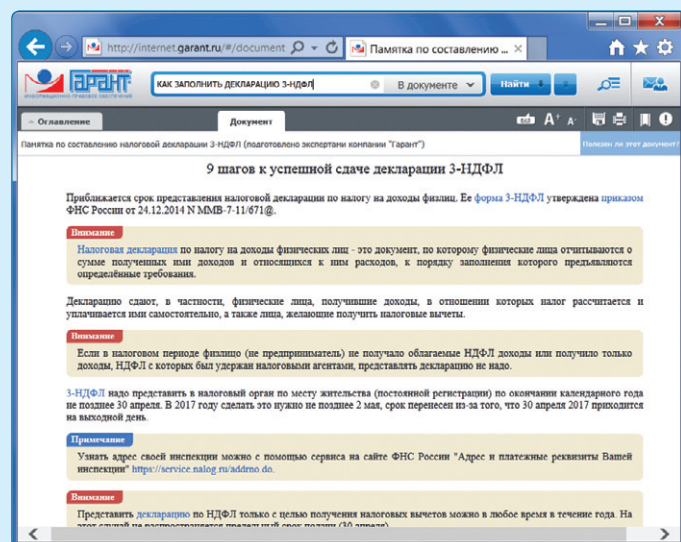 http://internet.garant.ru/#/document
Памятка по составлению ...
ГАРАНТ
ИНФОРМАЦИОННО-ПРАВОВОЕ ОБЕСПЕЧЕНИЕ
КАК ЗАПОЛНИТЬ ДЕКЛАРАЦИЮ 3-НДФЛ
В документе
Найти
Оглавление
Документ
A+ A-
Памятка по составлению налоговой декларации 3-НДФЛ (подготовлено экспертами компании "Гарант")
Полезен ли этот документ?
9 шагов к успешной сдаче декларации 3-НДФЛ
Приближается срок представления налоговой декларации по налогу на доходы физлиц. Ее форма 3-НДФЛ утверждена приказом
ФНС России от 24.12.2014 N ММВ-7-11/671@.
Внимание
Налоговая декларация по налогу на доходы физических лиц - это документ, по которому физические лица отчитываются о
сумме полученных ими доходов и относящихся к ним расходов, к порядку заполнения которого предъявляются
определённые требования.
Декларацию сдают, в частности, физические лица, получившие доходы, в отношении которых налог рассчитается и
уплачивается ими самостоятельно, а также лица, желающие получить налоговые вычеты.
Внимание
Если в налоговом периоде физлицо (не предприниматель) не получало облагаемые НДФЛ доходы или получило только
доходы, НДФЛ с которых был удержан налоговыми агентами, представлять декларацию не надо.
3-НДФЛ надо представить в налоговый орган по месту жительства (постоянной регистрации) по окончании календарного года
не позднее 30 апреля. В 2017 году сделать это нужно не позднее 2 мая, срок перенесен из-за того, что 30 апреля 2017 приходится
на выходной день.
Примечание
Узнать адрес своей инспекции можно с помощью сервиса на сайте ФНС России "Адрес и платежные реквизиты Вашей
инспекции" https://service.nalog.ru/addrno.do.
Внимание
Представить декларацию по НДФЛ только с целью получения налоговых вычетов можно в любое время в течение года. На
этот случай не распространяется предельный срок подачи (30 апреля)